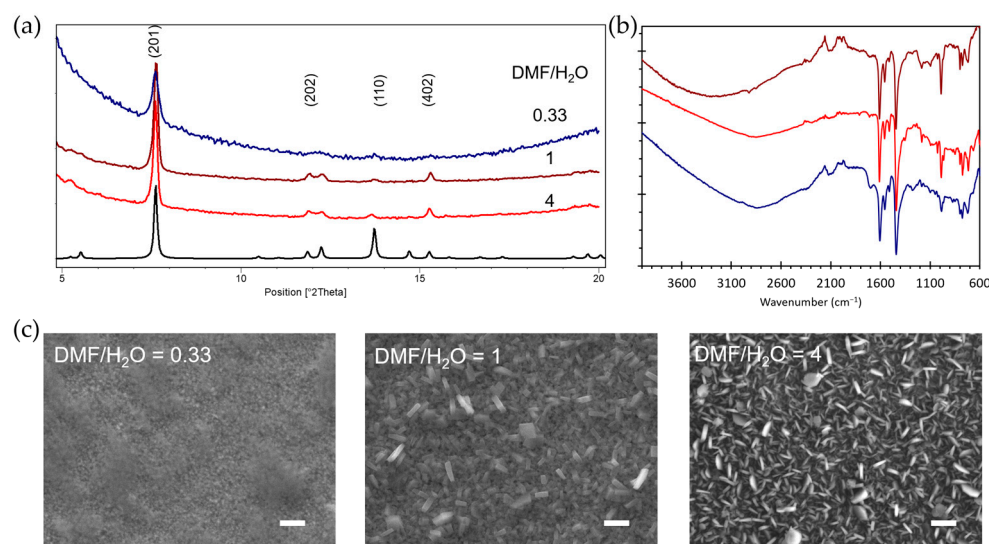 (a)
(201)
(202)
(110)
(402)
DMF/H₂O
0.33
1
4
5
10
15
20
Position [°2Theta]
(b)
3600
3100
2600
2100
1600
1100
600
Wavenumber (cm⁻¹)
(c)
DMF/H₂O = 0.33
DMF/H₂O = 1
DMF/H₂O = 4